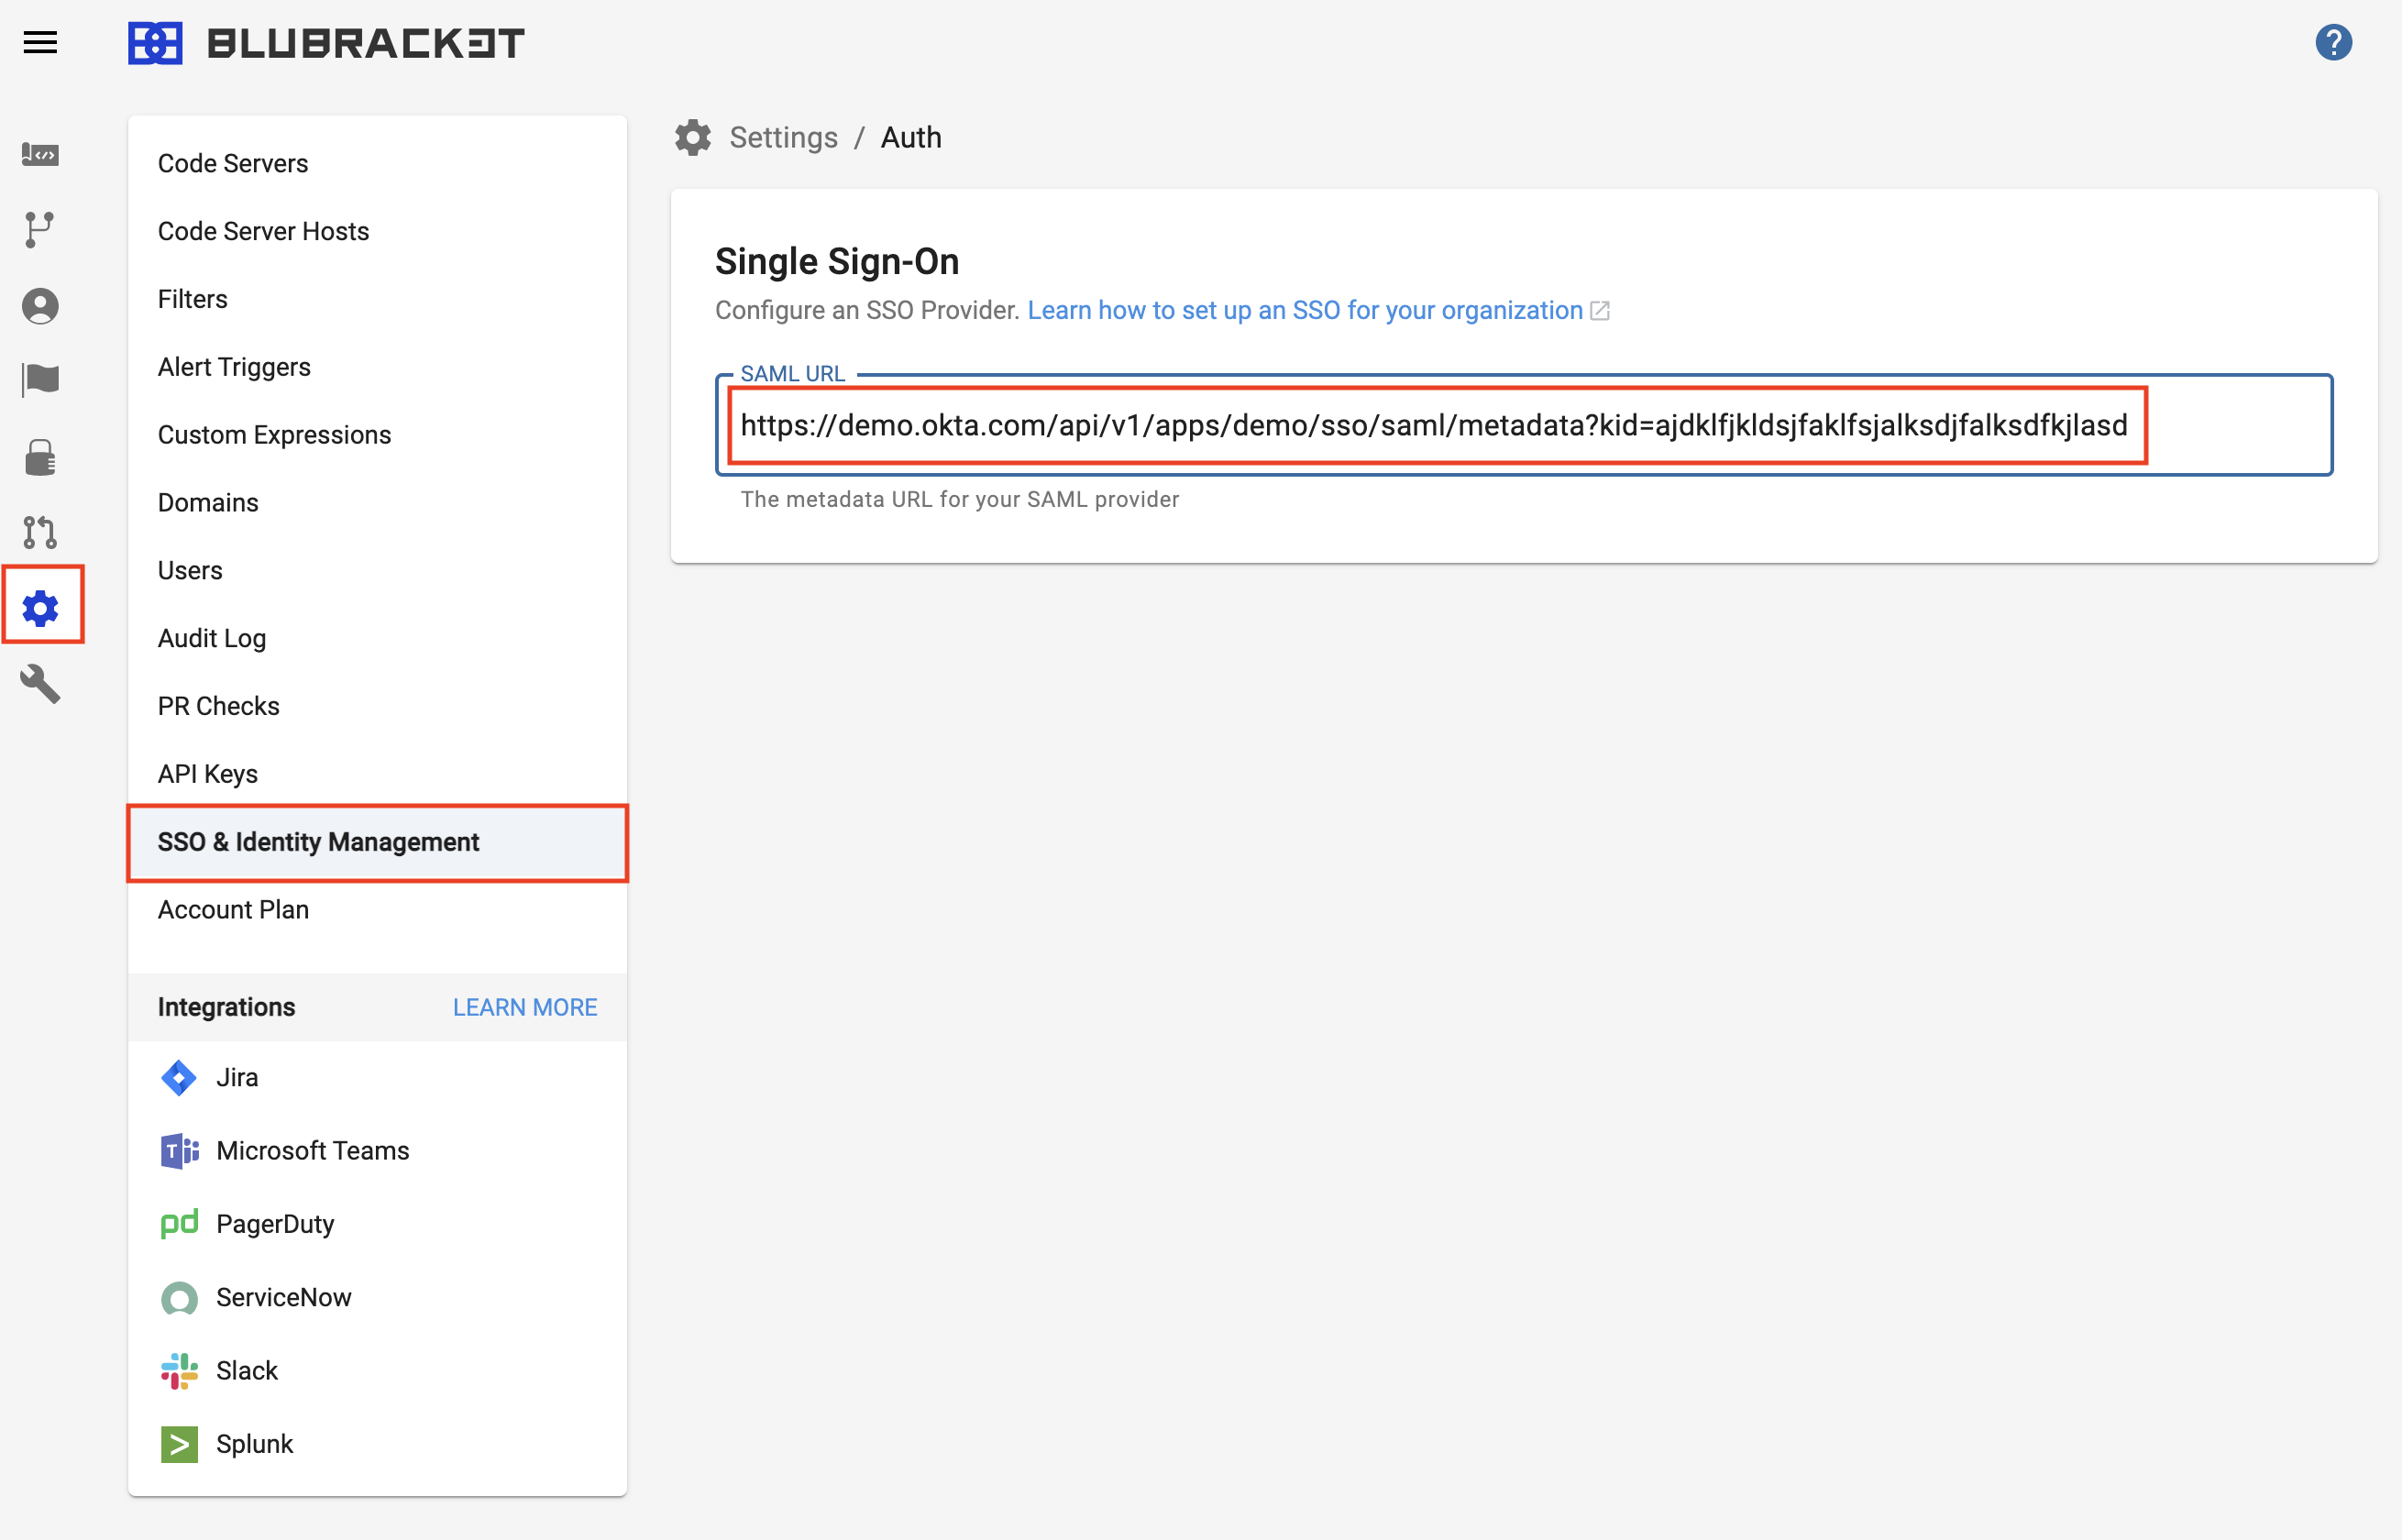 BLUBRACKET
?
Code Servers
Code Server Hosts
Filters
Alert Triggers
Custom Expressions
Domains
Users
Audit Log
PR Checks
API Keys
SSO & Identity Management
Account Plan
Integrations LEARN MORE
Jira
Microsoft Teams
PagerDuty
ServiceNow
Slack
Splunk
Settings / Auth
Single Sign-On
Configure an SSO Provider. Learn how to set up an SSO for your organization
SAML URL
https://demo.okta.com/api/v1/apps/demo/sso/saml/metadata?kid=ajdklfjkldsjfaklfsjalksdjfalksdfkjlasd
The metadata URL for your SAML provider